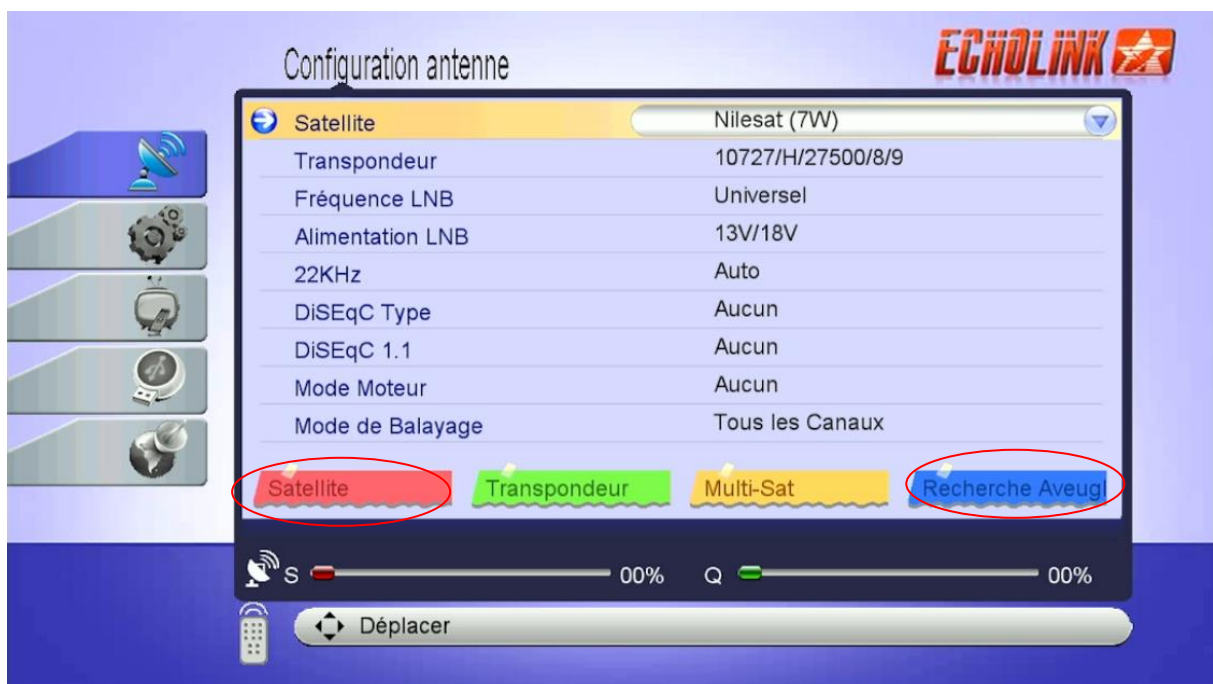 Configuration antenne
ECHOLINK
Satellite Nilesat (7W)
Transpondeur 10727/H/27500/8/9
Fréquence LNB Universel
Alimentation LNB 13V/18V
22KHz Auto
DiSEqC Type Aucun
DiSEqC 1.1 Aucun
Mode Moteur Aucun
Mode de Balayage Tous les Canaux
Satellite Transpondeur Multi-Sat Recherche Aveugl
S 00% Q 00%
Déplacer